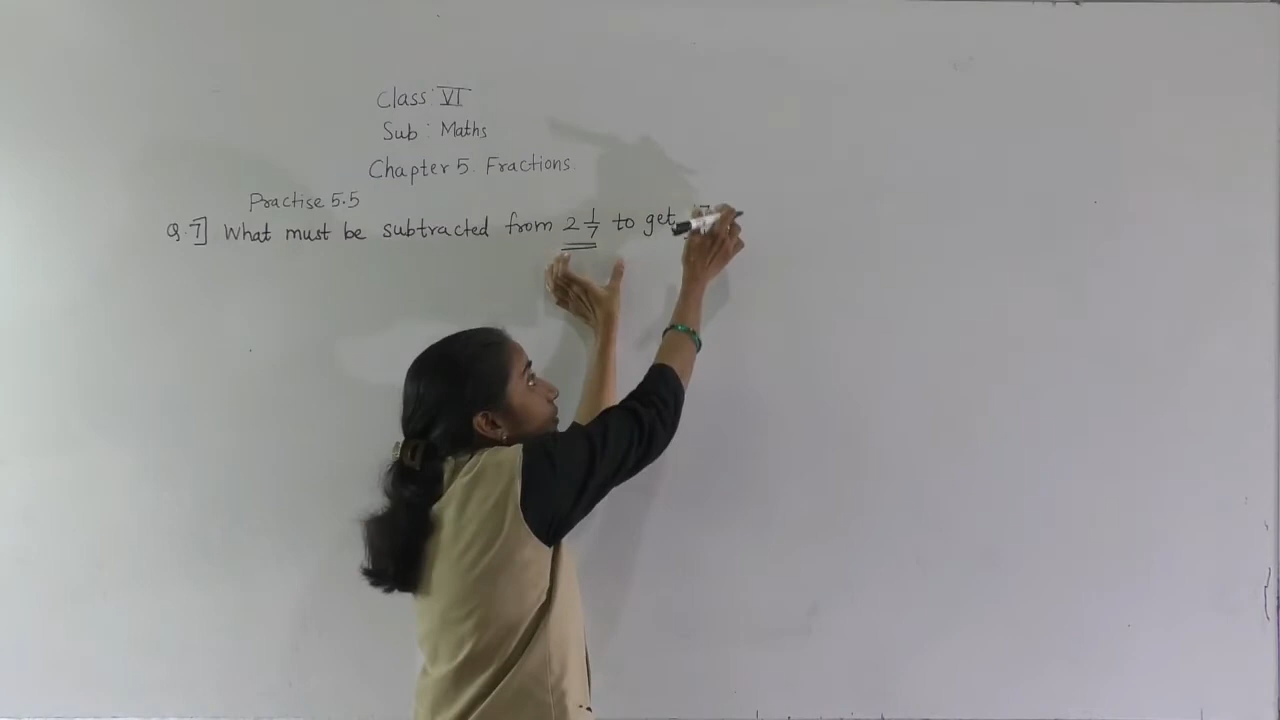 Class: VI
Sub: Maths
Chapter 5. Fractions
Practise 5.5
Q.7] What must be subtracted from 2 1/7 to get